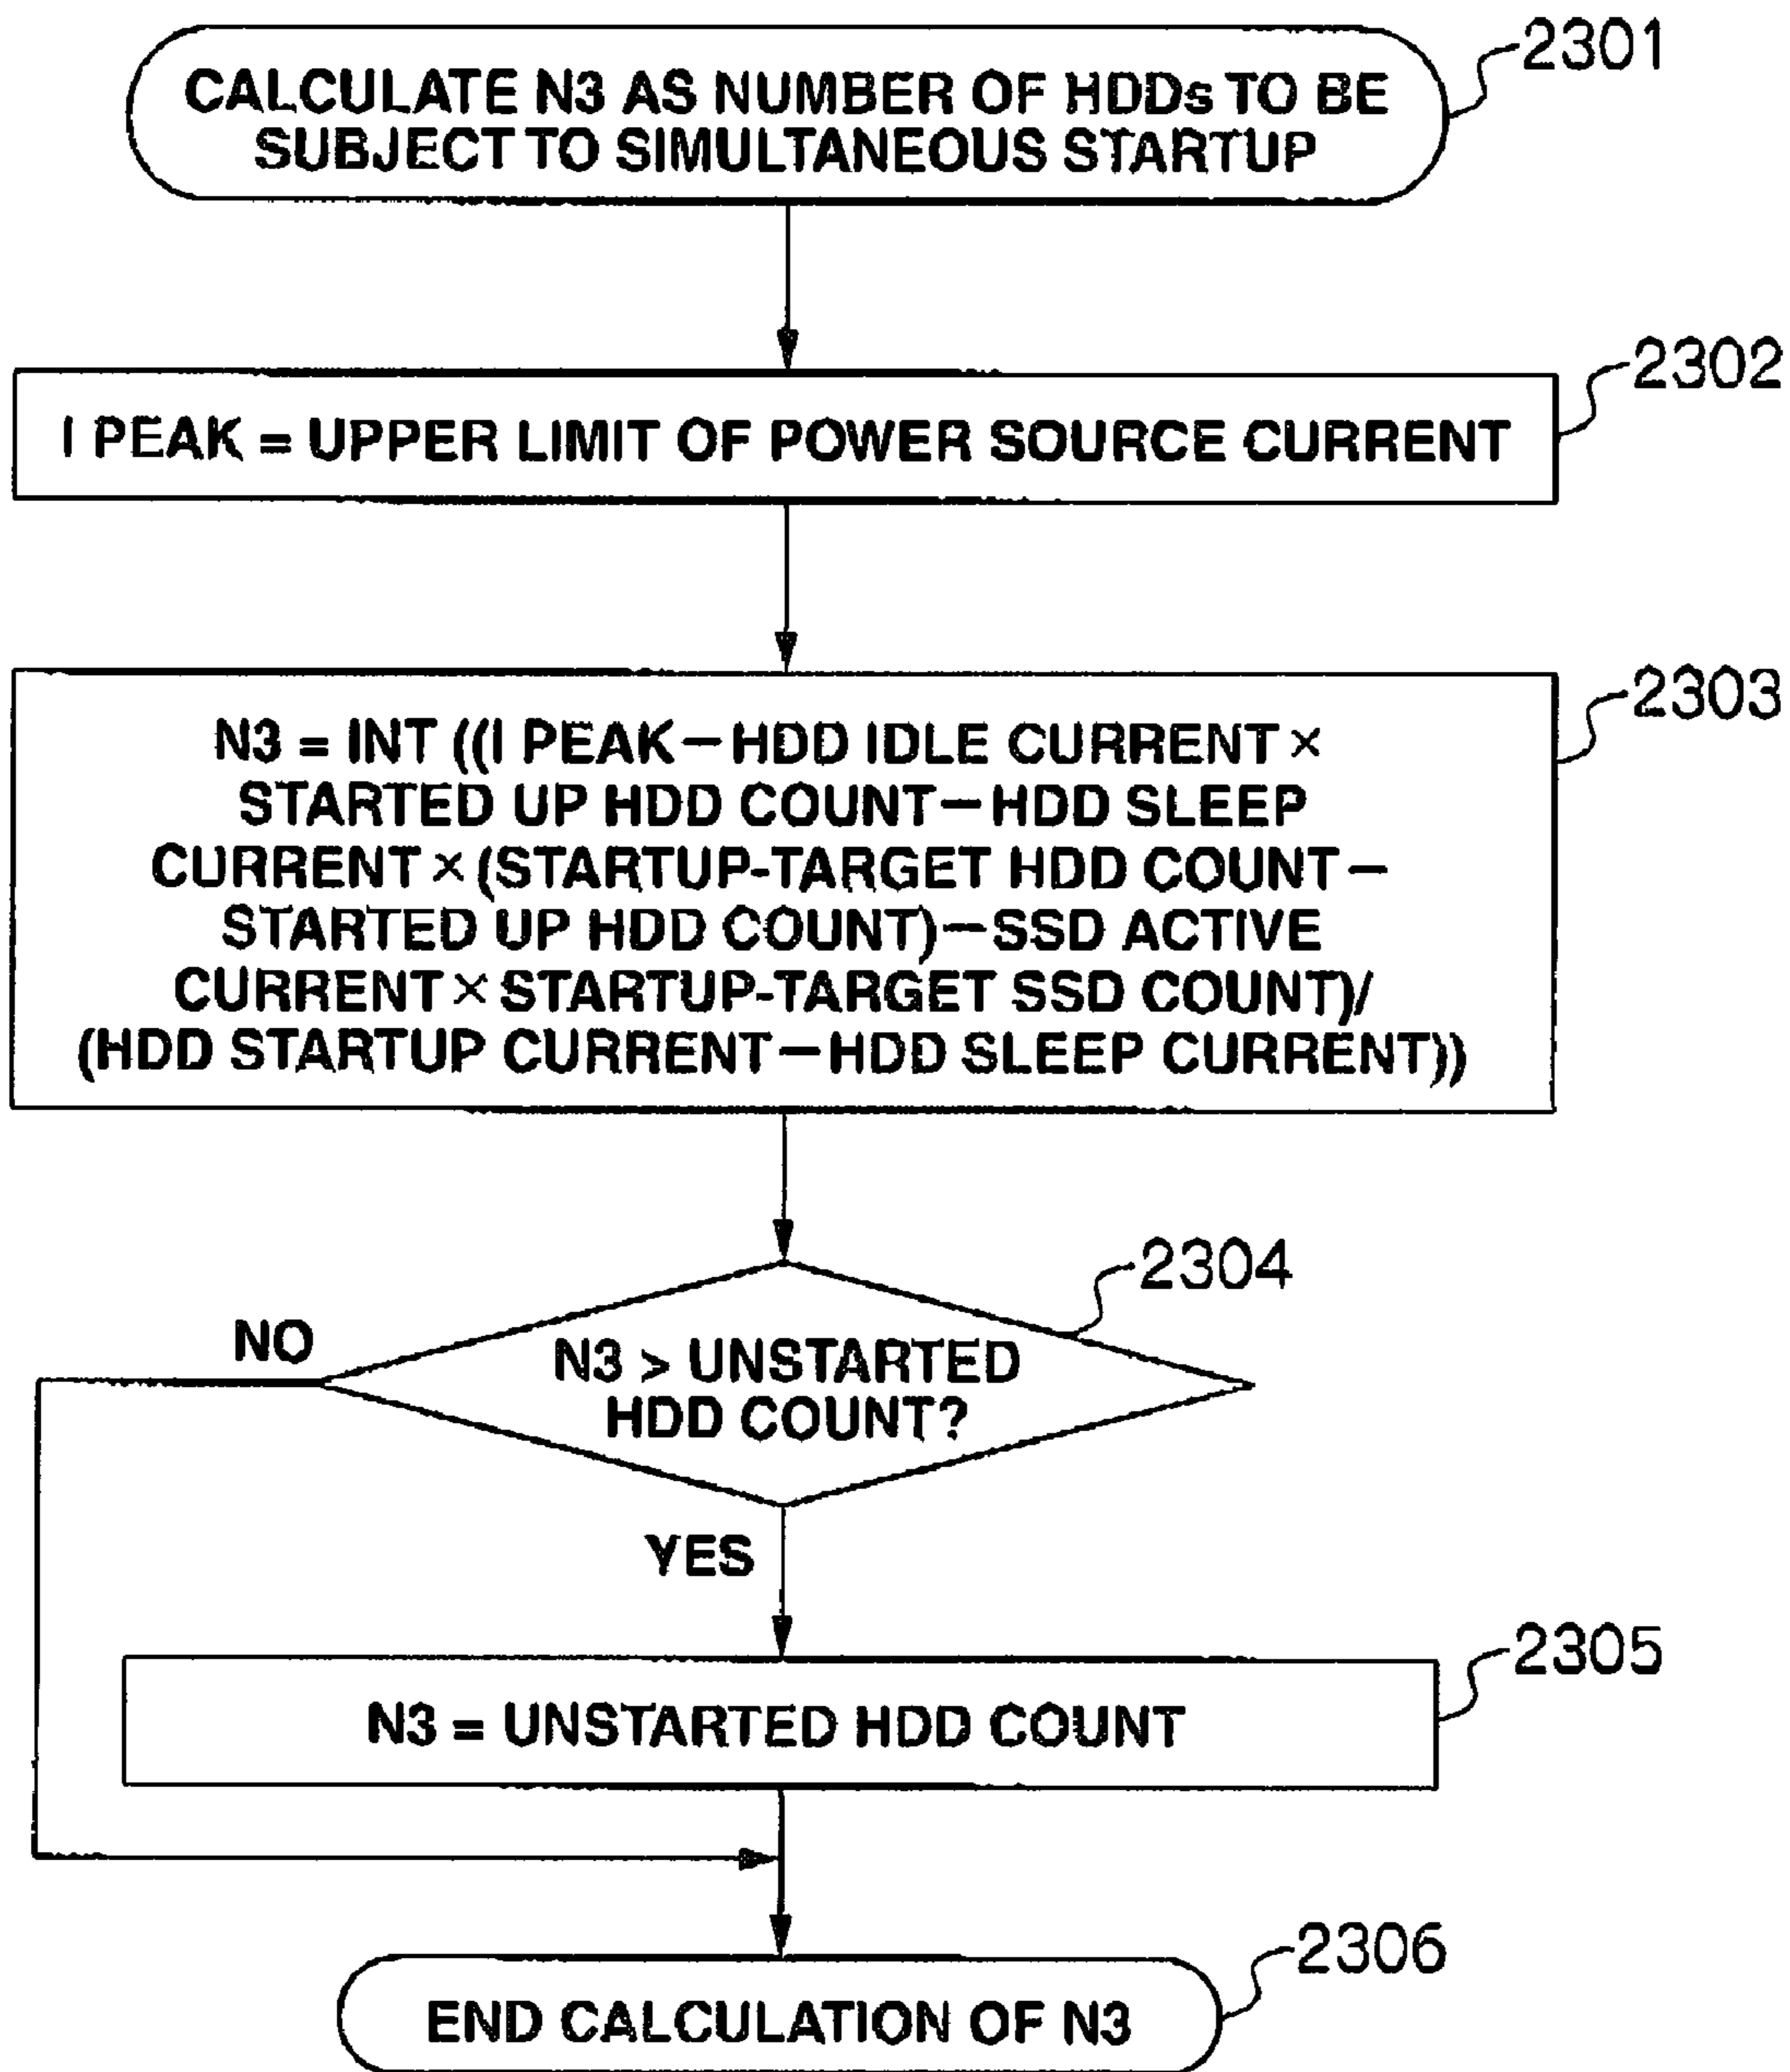 2301
CALCULATE N3 AS NUMBER OF HDDs TO BE
SUBJECT TO SIMULTANEOUS STARTUP
2302
I PEAK = UPPER LIMIT OF POWER SOURCE CURRENT
2303
N3 = INT ((I PEAK－HDD IDLE CURRENT ×
STARTED UP HDD COUNT－HDD SLEEP
CURRENT × (STARTUP-TARGET HDD COUNT－
STARTED UP HDD COUNT)－SSD ACTIVE
CURRENT × STARTUP-TARGET SSD COUNT)/
(HDD STARTUP CURRENT－HDD SLEEP CURRENT))
2304
NO
N3 > UNSTARTED
HDD COUNT?
YES
2305
N3 = UNSTARTED HDD COUNT
2306
END CALCULATION OF N3